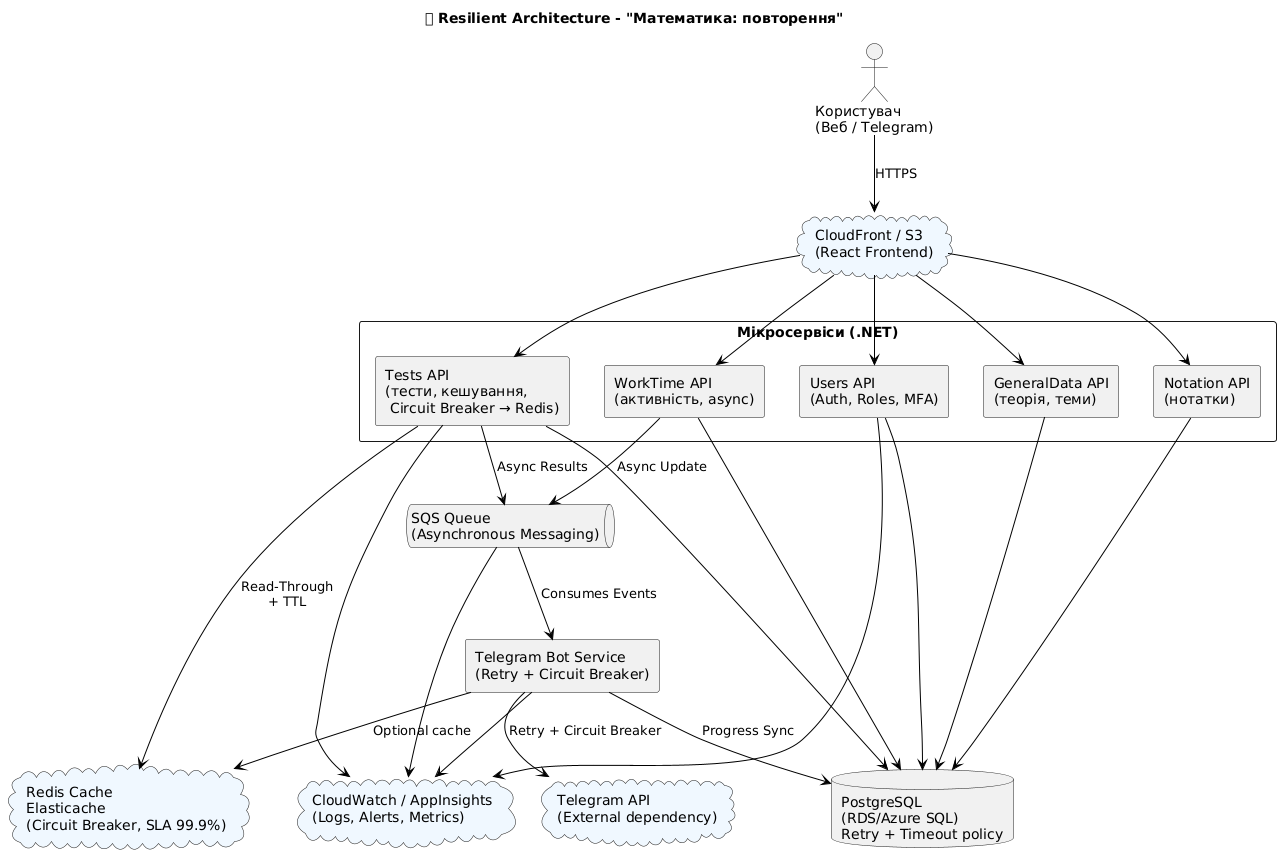 Resilient Architecture - "Математика: повторення"
Користувач
(Веб / Telegram)
HTTPS
CloudFront / S3
(React Frontend)
Мікросервіси (.NET)
Tests API
(тести, кешування,
Circuit Breaker → Redis)
WorkTime API
(активність, async)
Users API
(Auth, Roles, MFA)
GeneralData API
(теорія, теми)
Notation API
(нотатки)
Async Results
Async Update
SQS Queue
(Asynchronous Messaging)
Read-Through
+ TTL
Consumes Events
Telegram Bot Service
(Retry + Circuit Breaker)
Optional cache
Retry + Circuit Breaker
Progress Sync
Redis Cache
Elasticache
(Circuit Breaker, SLA 99.9%)
CloudWatch / AppInsights
(Logs, Alerts, Metrics)
Telegram API
(External dependency)
PostgreSQL
(RDS/Azure SQL)
Retry + Timeout policy